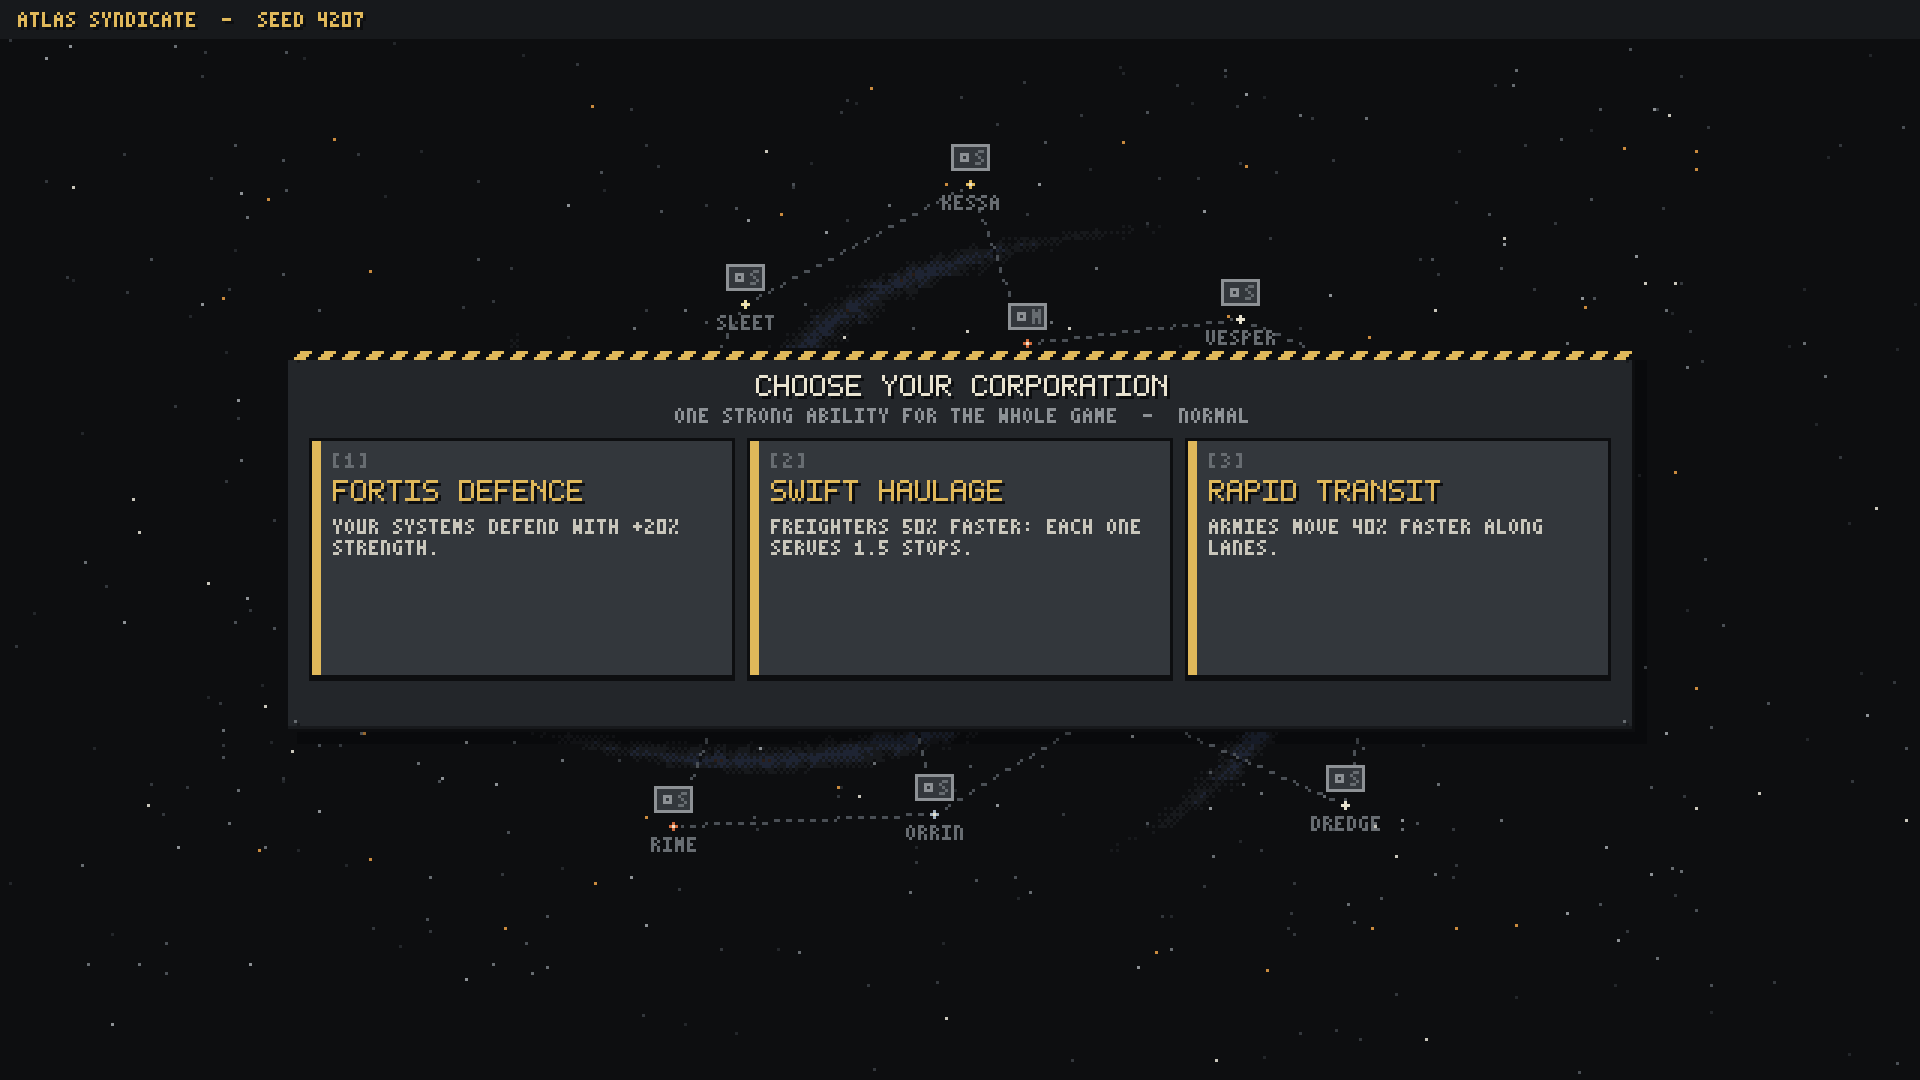 ATLAS SYNDICATE - SEED 4207
S
KESSA
S
SLEET
M
S
VESPER
CHOOSE YOUR CORPORATION
ONE STRONG ABILITY FOR THE WHOLE GAME - NORMAL
[1]
FORTIS DEFENCE
YOUR SYSTEMS DEFEND WITH +20%
STRENGTH.
[2]
SWIFT HAULAGE
FREIGHTERS 50% FASTER: EACH ONE
SERVES 1.5 STOPS.
[3]
RAPID TRANSIT
ARMIES MOVE 40% FASTER ALONG
LANES.
S
RIME
S
ORRIN
S
DREDGE